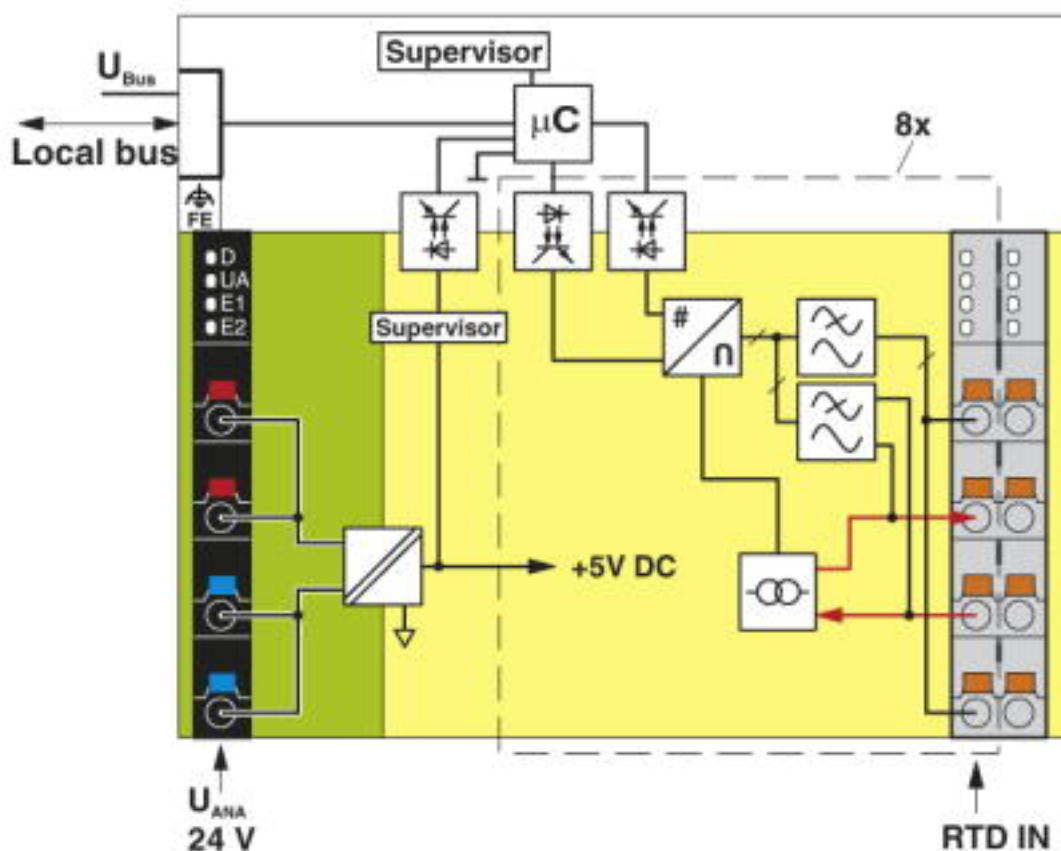 Supervisor
U Bus
μC
8x
Local bus
FE
D
UA
E1
E2
Supervisor
#
∩
+5V DC
U ANA
24 V
RTD IN